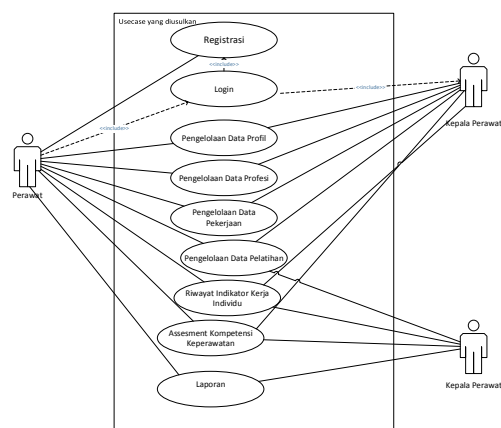 Usecase yang diusulkan
Registrasi
<<include>>
Login
<<include>>
<<include>>
Kepala Perawat
Pengelolaan Data Profil
Perawat
Pengelolaan Data Profesi
Pengelolaan Data
Pekerjaan
Pengelolaan Data Pelatihan
Riwayat Indikator Kerja
Individu
Assesment Kompetensi
Keperawatan
Laporan
Kepala Perawat